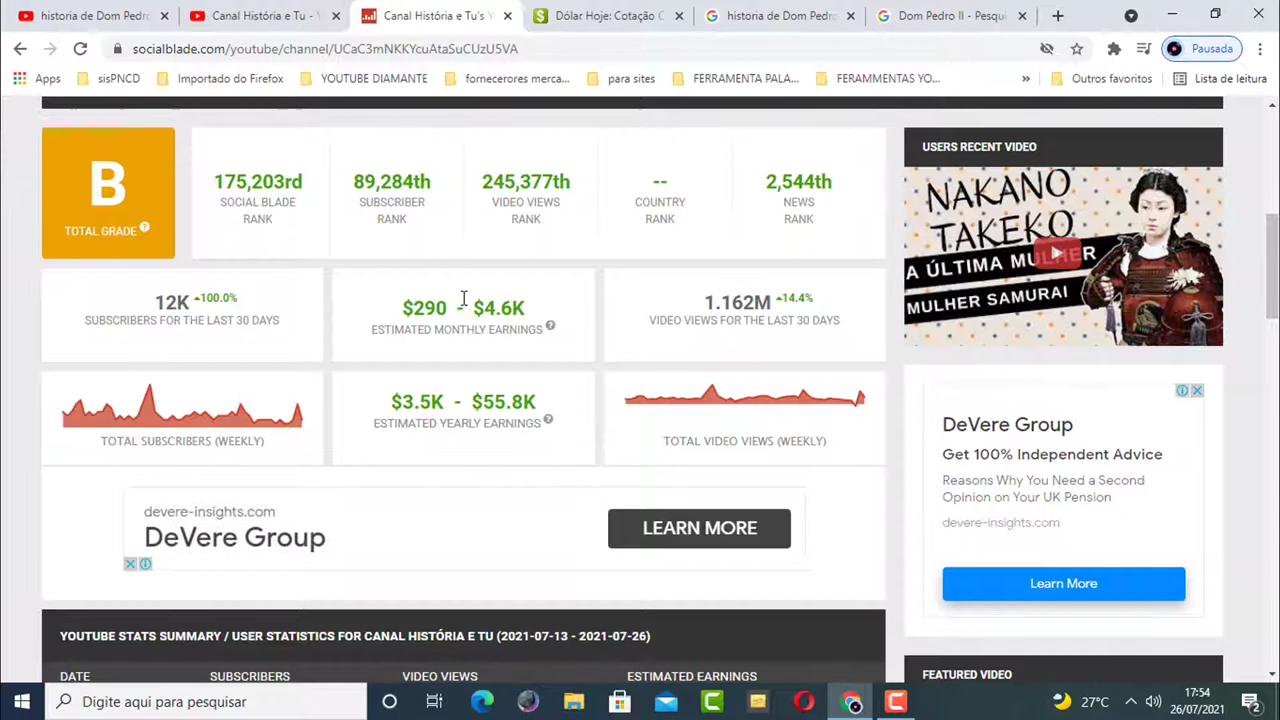 historia de Dom Pedro
Canal História e Tu -
Canal História e Tu's Y
Dólar Hoje: Cotação
historia de Dom Pedro
Dom Pedro II - Pesqu
socialblade.com/youtube/channel/UCaC3mNKKYcuAtaSuCUzU5VA
Pausada
Apps
sisPNCD
Importado do Firefox
YOUTUBE DIAMANTE
fornecerores merca...
para sites
FERRAMENTA PALA...
FERAMMENTAS YO...
»
Outros favoritos
Lista de leitura
B
TOTAL GRADE
175,203rd
SOCIAL BLADE
RANK
89,284th
SUBSCRIBER
RANK
245,377th
VIDEO VIEWS
RANK
--
COUNTRY
RANK
2,544th
NEWS
RANK
12K 100.0%
SUBSCRIBERS FOR THE LAST 30 DAYS
$290 - $4.6K
ESTIMATED MONTHLY EARNINGS
1.162M 14.4%
VIDEO VIEWS FOR THE LAST 30 DAYS
TOTAL SUBSCRIBERS (WEEKLY)
$3.5K - $55.8K
ESTIMATED YEARLY EARNINGS
TOTAL VIDEO VIEWS (WEEKLY)
devere-insights.com
DeVere Group
LEARN MORE
YOUTUBE STATS SUMMARY / USER STATISTICS FOR CANAL HISTÓRIA E TU (2021-07-13 - 2021-07-26)
DATE
SUBSCRIBERS
VIDEO VIEWS
ESTIMATED EARNINGS
USERS RECENT VIDEO
NAKANO
TAKEKO
A ÚLTIMA MULHER
MULHER SAMURAI
DeVere Group
Get 100% Independent Advice
Reasons Why You Need a Second
Opinion on Your UK Pension
devere-insights.com
Learn More
FEATURED VIDEO
Digite aqui para pesquisar
27°C
17:54
26/07/2021
2